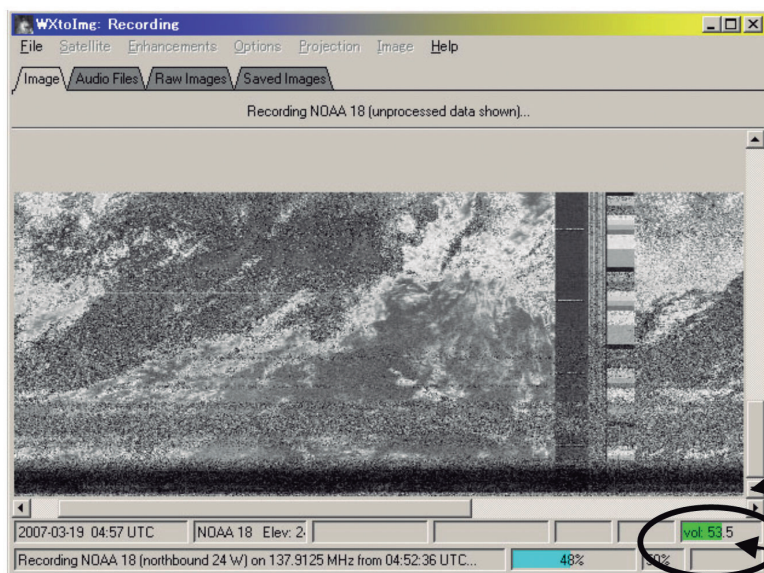 WXtoImg: Recording
File Satellite Enhancements Options Projection Image Help
Image Audio Files Raw Images Saved Images
Recording NOAA 18 (unprocessed data shown)...
2007-03-19 04:57 UTC NOAA 18 Elev: 2 vol: 53.5
Recording NOAA 18 (northbound 24 W) on 137.9125 MHz from 04:52:36 UTC... 48%